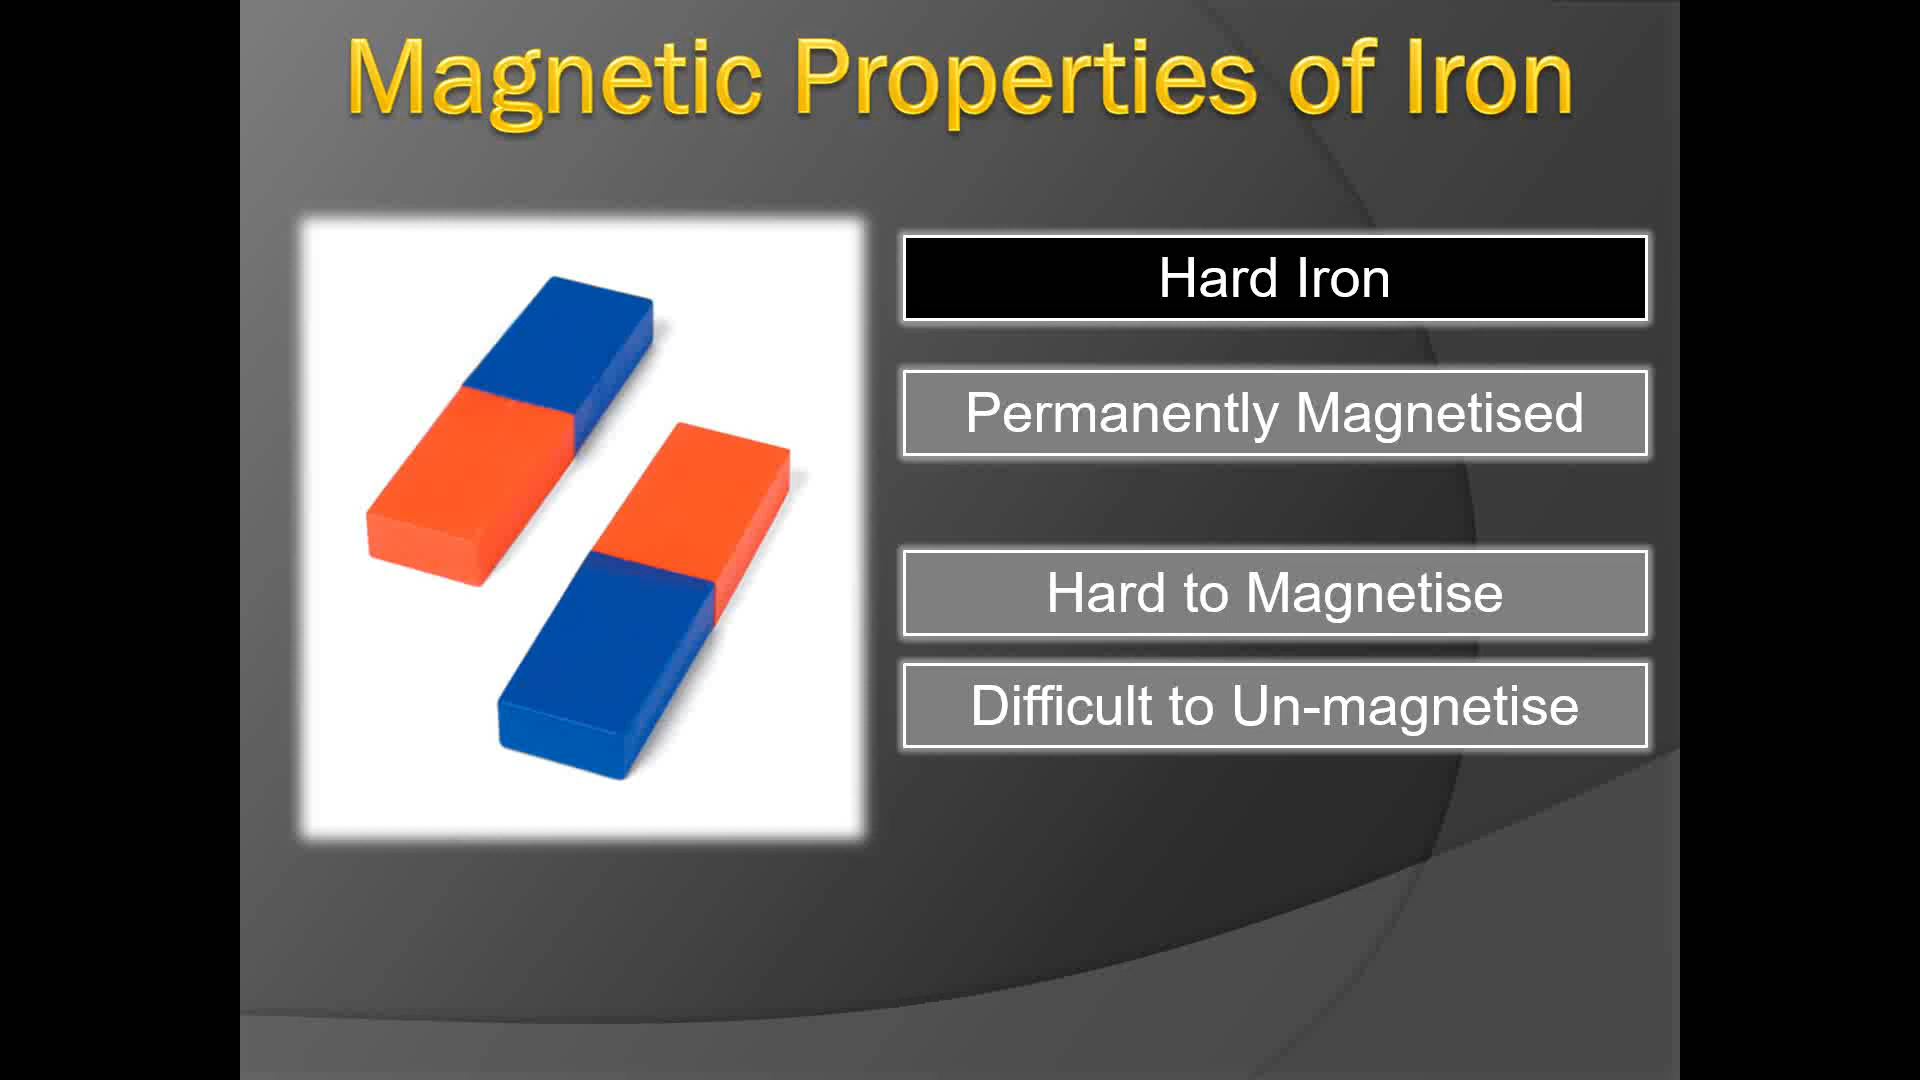 Magnetic Properties of Iron
Hard Iron
Permanently Magnetised
Hard to Magnetise
Difficult to Un-magnetise